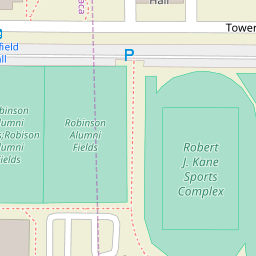 Hall
Tower
field
all
P
Robinson
Alumni
Fields
Robinson
Alumni
s;Robison
Alumni
Fields
Robert
J. Kane
Sports
Complex